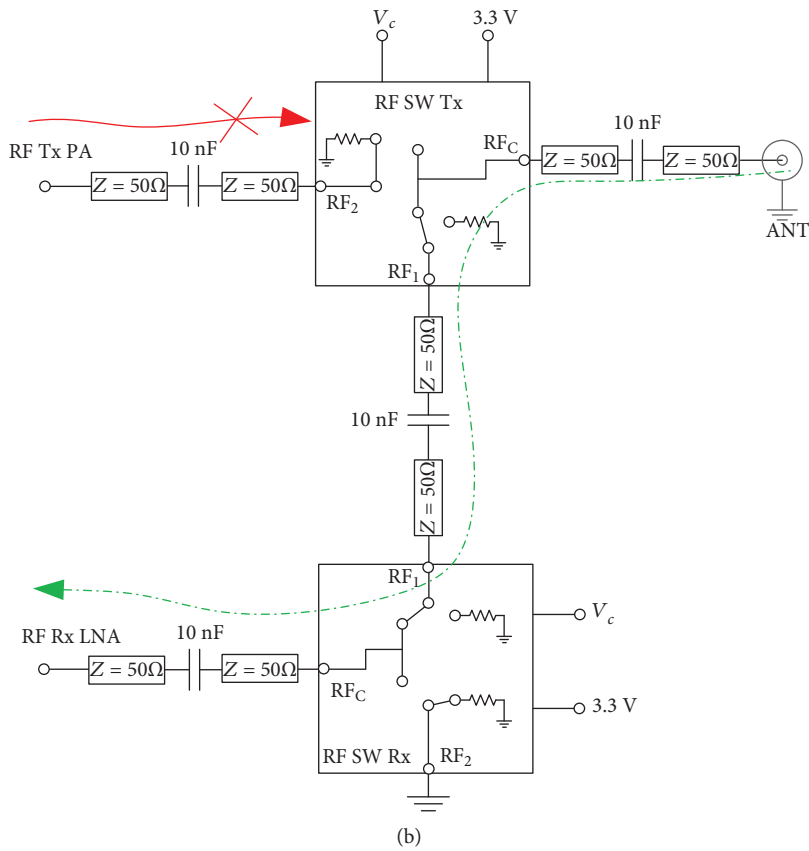 V_c
3.3 V
RF SW Tx
RF_C
10 nF
Z = 50Ω
Z = 50Ω
ANT
RF Tx PA
10 nF
Z = 50Ω
Z = 50Ω
RF_2
RF_1
Z = 50Ω
10 nF
Z = 50Ω
RF_1
RF Rx LNA
10 nF
Z = 50Ω
Z = 50Ω
RF_C
V_c
3.3 V
RF SW Rx
RF_2
(b)